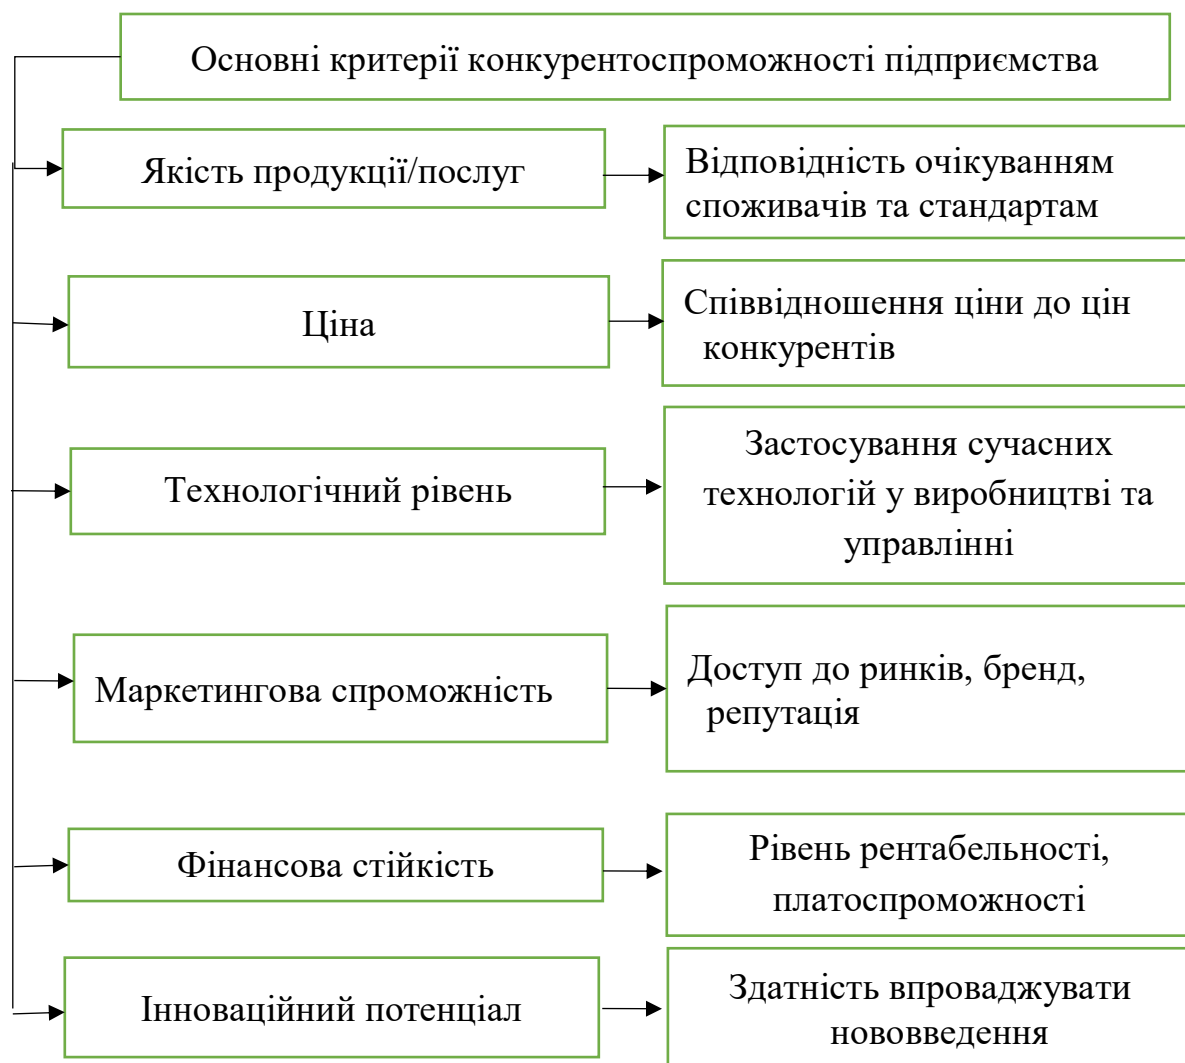 Основні критерії конкурентоспроможності підприємства
Якість продукції/послуг
Відповідність очікуванням
споживачів та стандартам
Ціна
Співвідношення ціни до цін
конкурентів
Технологічний рівень
Застосування сучасних
технологій у виробництві та
управлінні
Маркетингова спроможність
Доступ до ринків, бренд,
репутація
Фінансова стійкість
Рівень рентабельності,
платоспроможності
Інноваційний потенціал
Здатність впроваджувати
нововведення